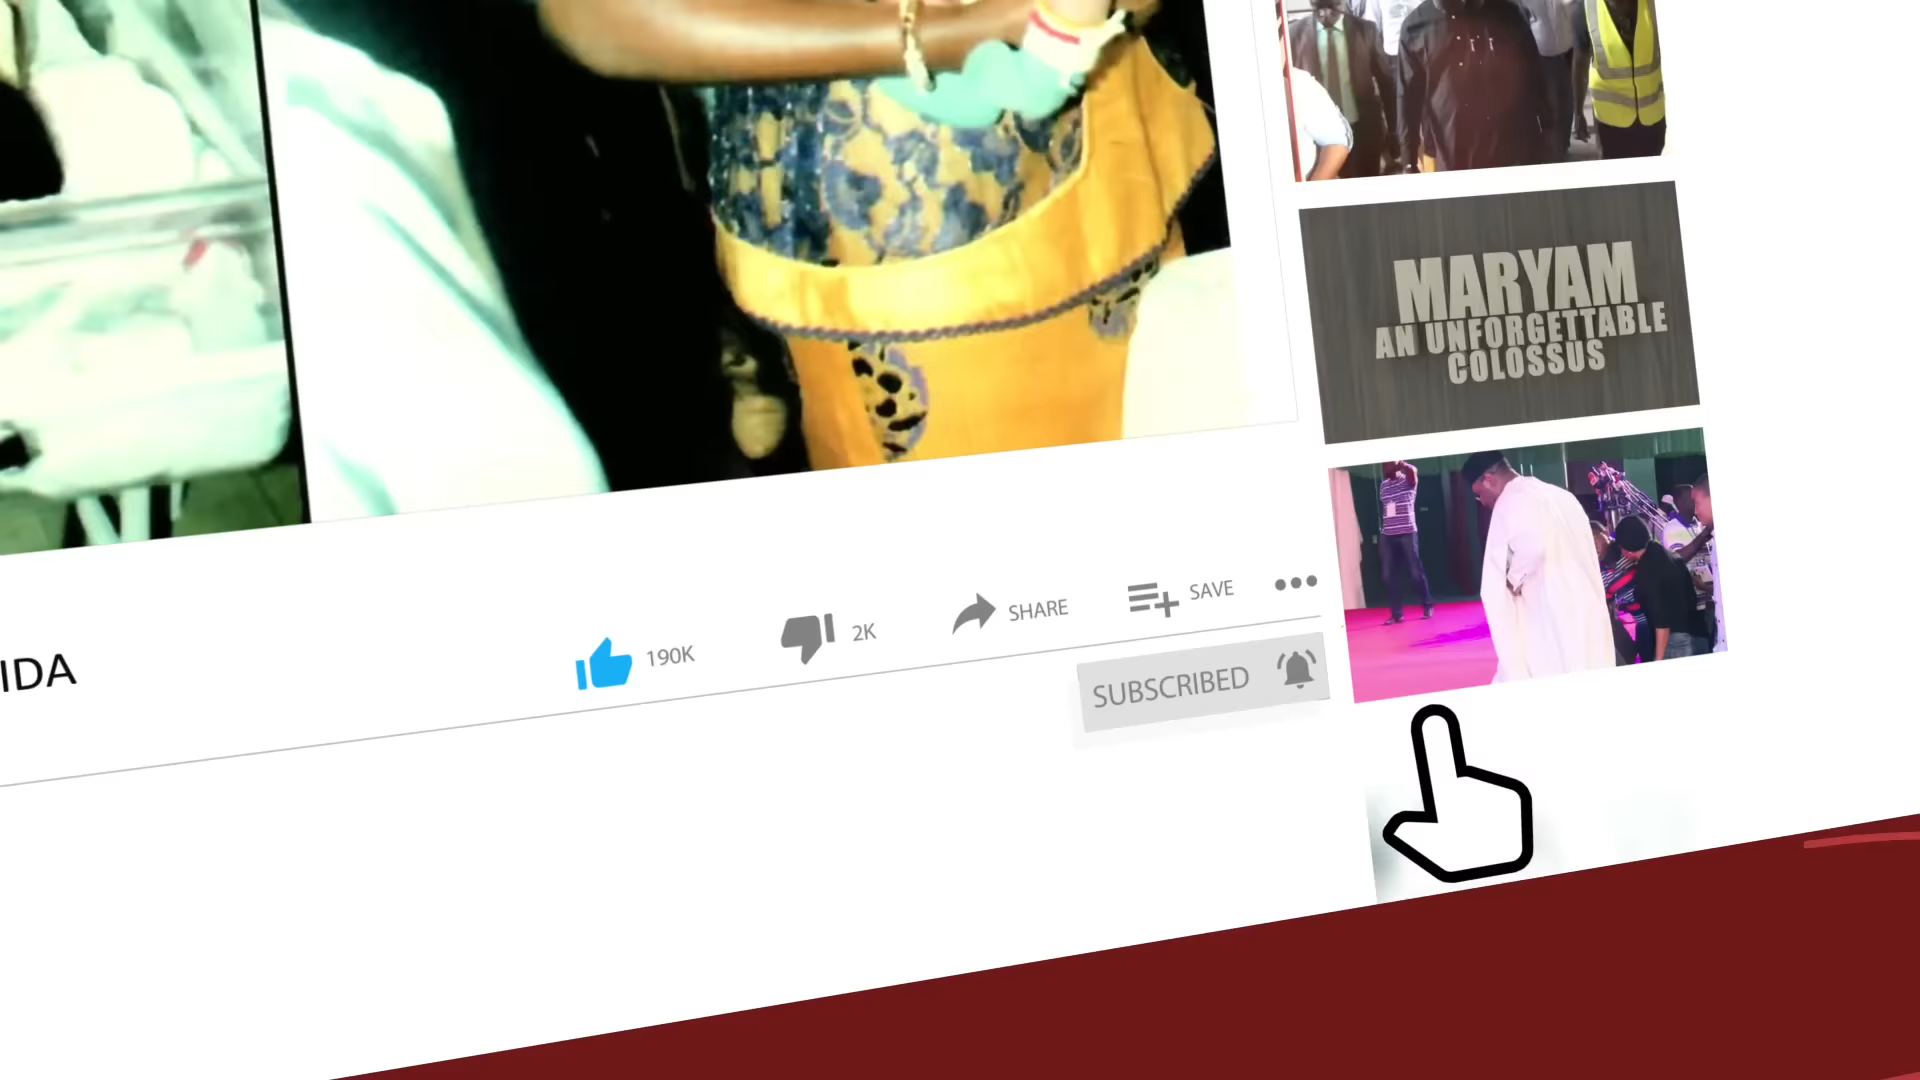 MARYAM
AN UNFORGETTABLE
COLOSSUS
IDA
190K
2K
SHARE
SAVE
SUBSCRIBED